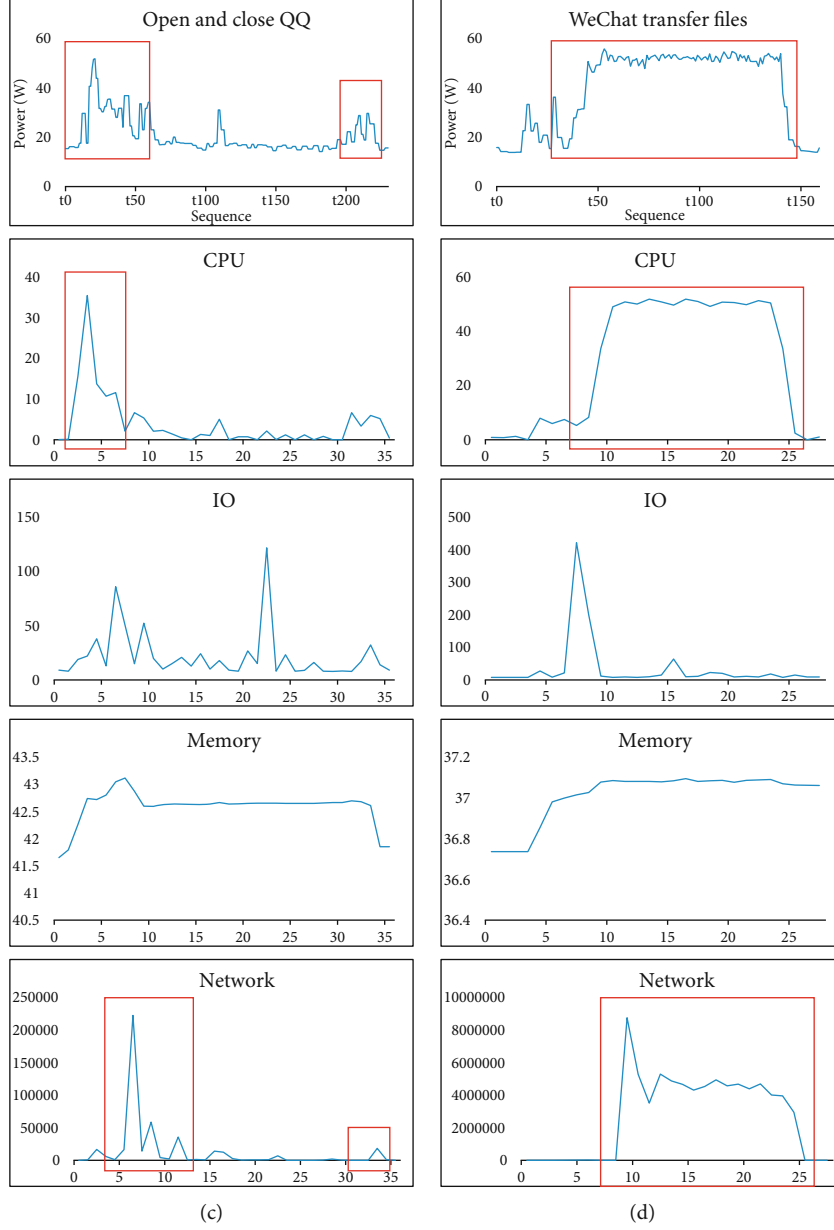 Open and close QQ
60
40
20
0
Power (W)
t0 t50 t100 t150 t200
Sequence
CPU
40
30
20
10
0
0 5 10 15 20 25 30 35
IO
150
100
50
0
0 5 10 15 20 25 30 35
Memory
43.5
43
42.5
42
41.5
41
40.5
0 5 10 15 20 25 30 35
Network
250000
200000
150000
100000
50000
0
0 5 10 15 20 25 30 35
(c)
WeChat transfer files
60
40
20
0
Power (W)
t0 t50 t100 t150
Sequence
CPU
60
40
20
0
0 5 10 15 20 25
IO
500
400
300
200
100
0
0 5 10 15 20 25
Memory
37.2
37
36.8
36.6
36.4
0 5 10 15 20 25
Network
10000000
8000000
6000000
4000000
2000000
0
0 5 10 15 20 25
(d)